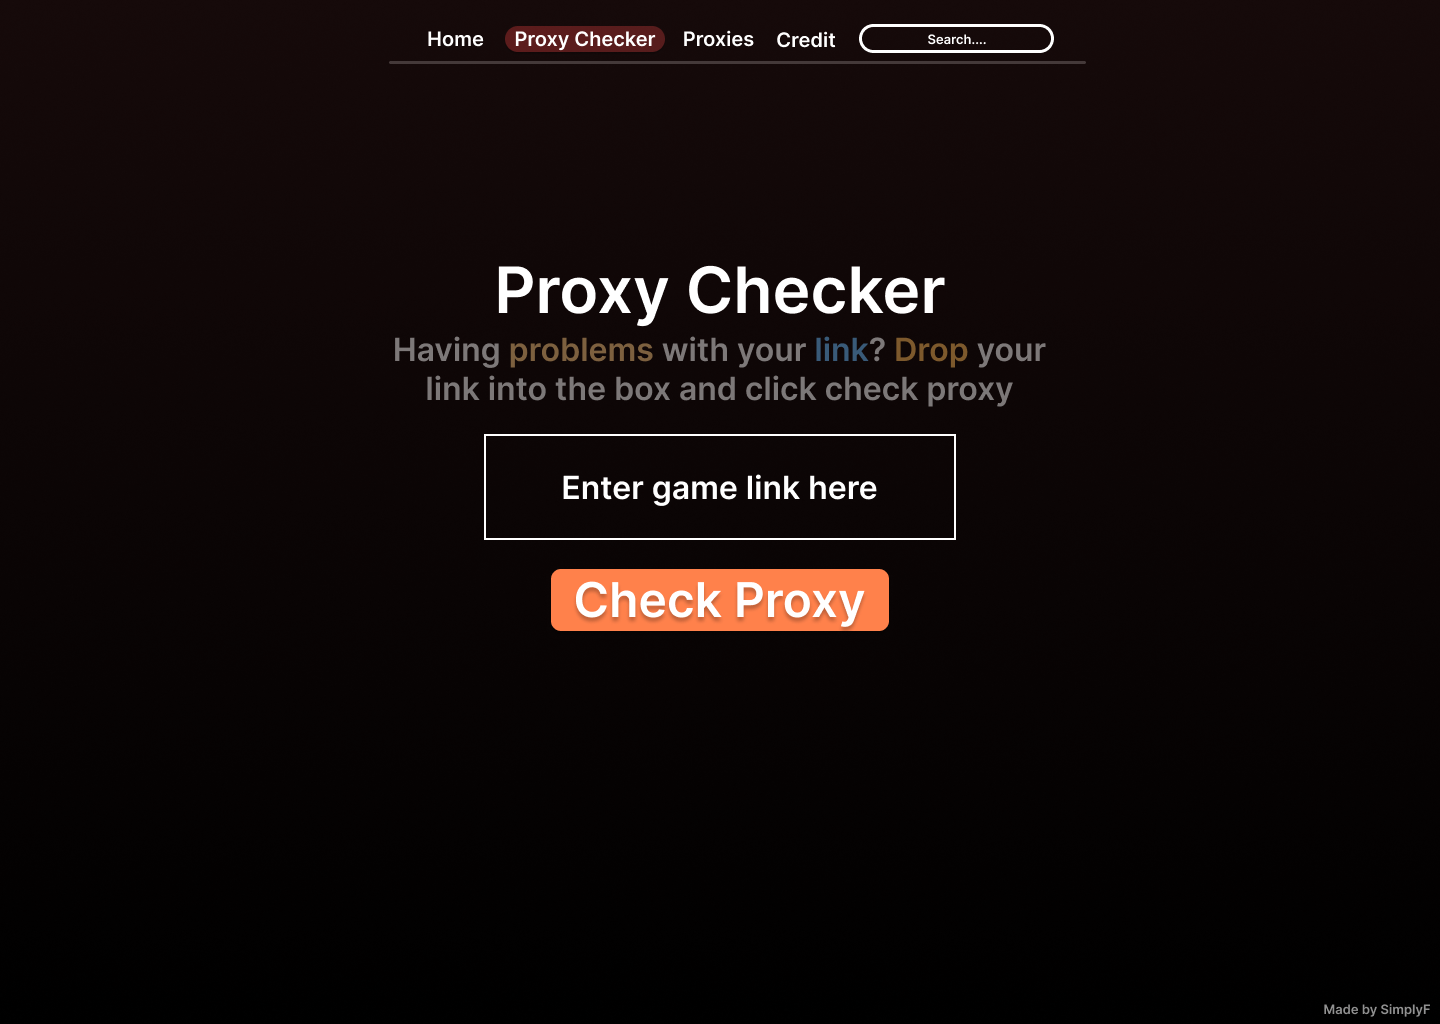 Home Proxy Checker Proxies Credit Search....
Proxy Checker
Having problems with your link? Drop your
link into the box and click check proxy
Enter game link here
Check Proxy
Made by SimplyF